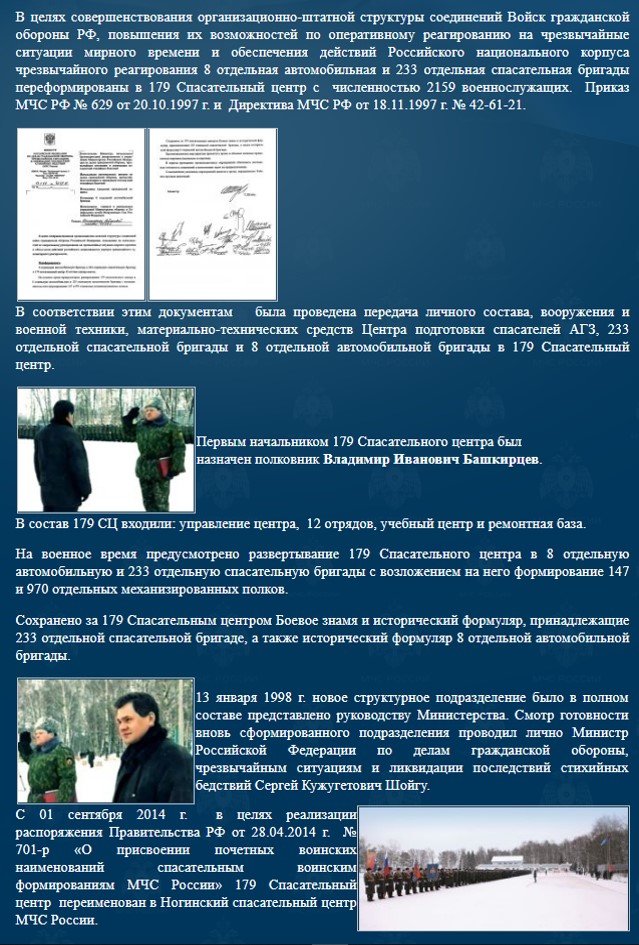 В целях совершенствования организационно-штатной структуры соединений Войск гражданской
обороны РФ, повышения их возможностей по оперативному реагированию на чрезвычайные
ситуации мирного времени и обеспечения действий Российского национального корпуса
чрезвычайного реагирования 8 отдельная автомобильная и 233 отдельная спасательная бригады
переформированы в 179 Спасательный центр с численностью 2159 военнослужащих. Приказ
МЧС РФ № 629 от 20.10.1997 г. и Директива МЧС РФ от 18.11.1997 г. № 42-61-21.
В соответствии этим документам была проведена передача личного состава, вооружения и
военной техники, материально-технических средств Центра подготовки спасателей АГЗ, 233
отдельной спасательной бригады и 8 отдельной автомобильной бригады в 179 Спасательный
центр.
Первым начальником 179 Спасательного центра был
назначен полковник Владимир Иванович Башкирцев.
В состав 179 СЦ входили: управление центра, 12 отрядов, учебный центр и ремонтная база.
На военное время предусмотрено развертывание 179 Спасательного центра в 8 отдельную
автомобильную и 233 отдельную спасательную бригады с возложением на него формирование 147
и 970 отдельных механизированных полков.
Сохранено за 179 Спасательным центром Боевое знамя и исторический формуляр, принадлежащие
233 отдельной спасательной бригаде, а также исторический формуляр 8 отдельной автомобильной
бригады.
13 января 1998 г. новое структурное подразделение было в полном
составе представлено руководству Министерства. Смотр готовности
вновь сформированного подразделения проводил лично Министр
Российской Федерации по делам гражданской обороны,
чрезвычайным ситуациям и ликвидации последствий стихийных
бедствий Сергей Кужугетович Шойгу.
С 01 сентября 2014 г. в целях реализации
распоряжения Правительства РФ от 28.04.2014 г. №
701-р «О присвоении почетных воинских
наименований спасательным воинским
формированиям МЧС России» 179 Спасательный
центр переименован в Ногинский спасательный центр
МЧС России.